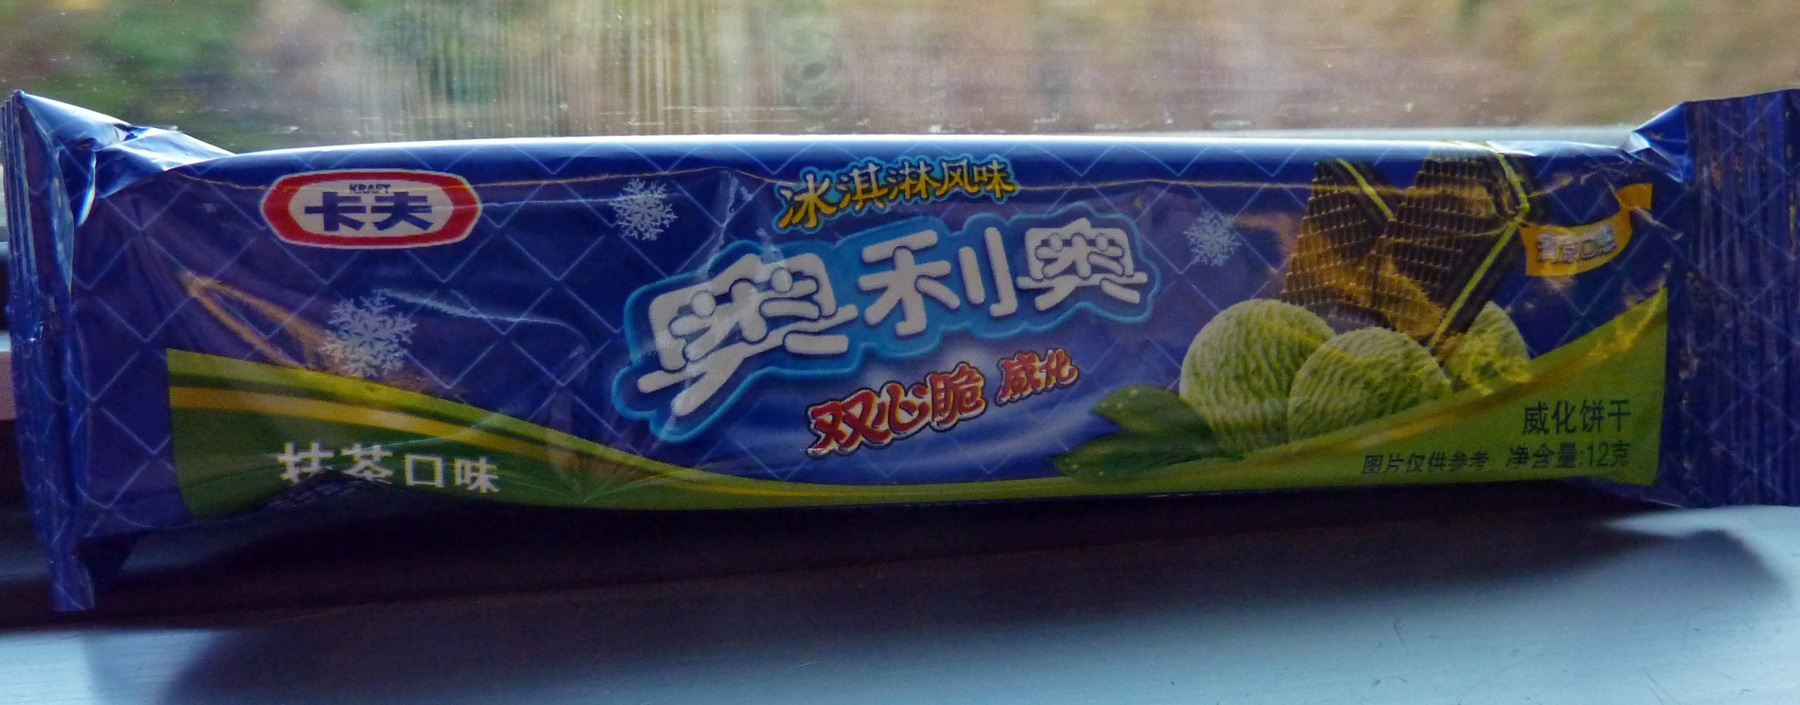 KRAFT
卡夫
冰淇淋风味
奥利奥
双心脆 威化
抹茶口味
威化饼干
图片仅供参考 净含量:12克